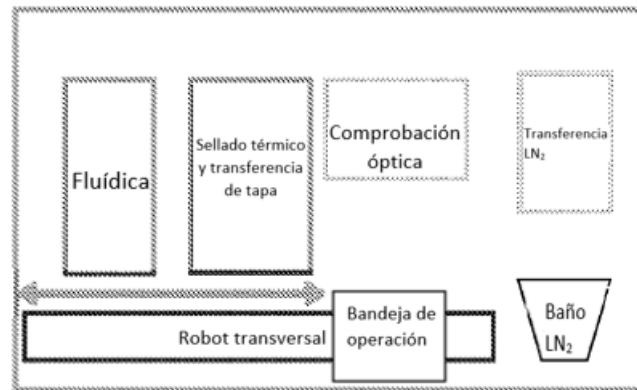 Fluídica
Sellado térmico
y transferencia
de tapa
Comprobación
óptica
Transferencia
LN₂
Robot transversal
Bandeja de
operación
Baño
LN₂